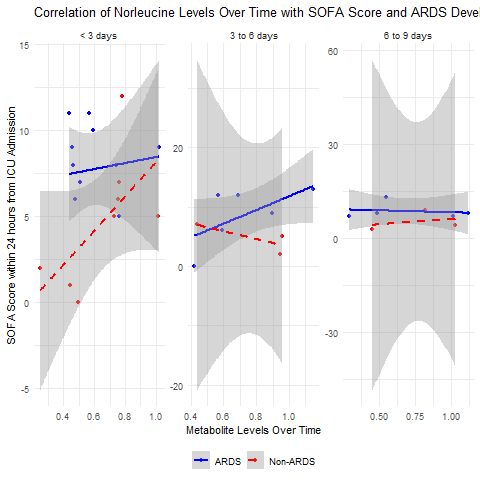 Correlation of Norleucine Levels Over Time with SOFA Score and ARDS Devel
< 3 days
3 to 6 days
6 to 9 days
SOFA Score within 24 hours from ICU Admission
15
10
5
0
-5
20
0
-20
60
30
0
-30
0.4 0.6 0.8 1.0
0.4 0.6 0.8 1.0
0.50 0.75 1.00
Metabolite Levels Over Time
ARDS Non-ARDS